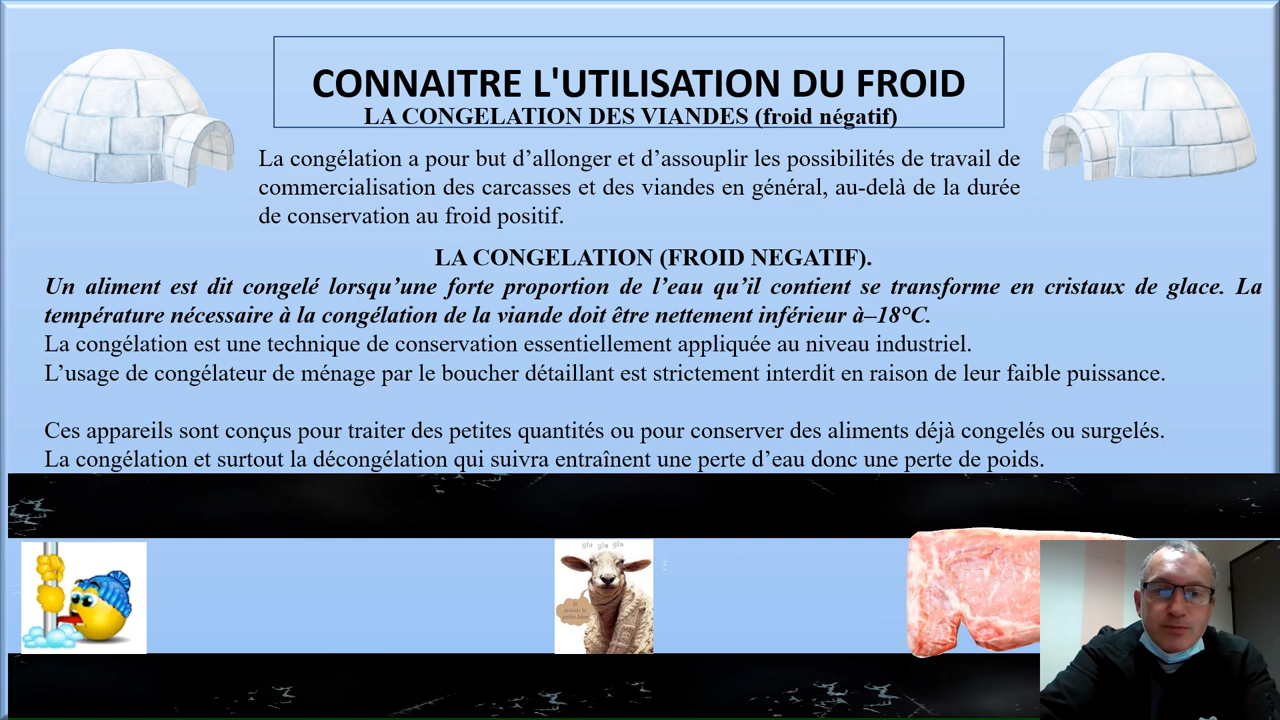 CONNAITRE L'UTILISATION DU FROID
LA CONGELATION DES VIANDES (froid négatif)
La congélation a pour but d’allonger et d’assouplir les possibilités de travail de
commercialisation des carcasses et des viandes en général, au-delà de la durée
de conservation au froid positif.
LA CONGELATION (FROID NEGATIF).
Un aliment est dit congelé lorsqu’une forte proportion de l’eau qu’il contient se transforme en cristaux de glace. La
température nécessaire à la congélation de la viande doit être nettement inférieur à–18°C.
La congélation est une technique de conservation essentiellement appliquée au niveau industriel.
L’usage de congélateur de ménage par le boucher détaillant est strictement interdit en raison de leur faible puissance.
Ces appareils sont conçus pour traiter des petites quantités ou pour conserver des aliments déjà congelés ou surgelés.
La congélation et surtout la décongélation qui suivra entraînent une perte d’eau donc une perte de poids.
gla gla gla